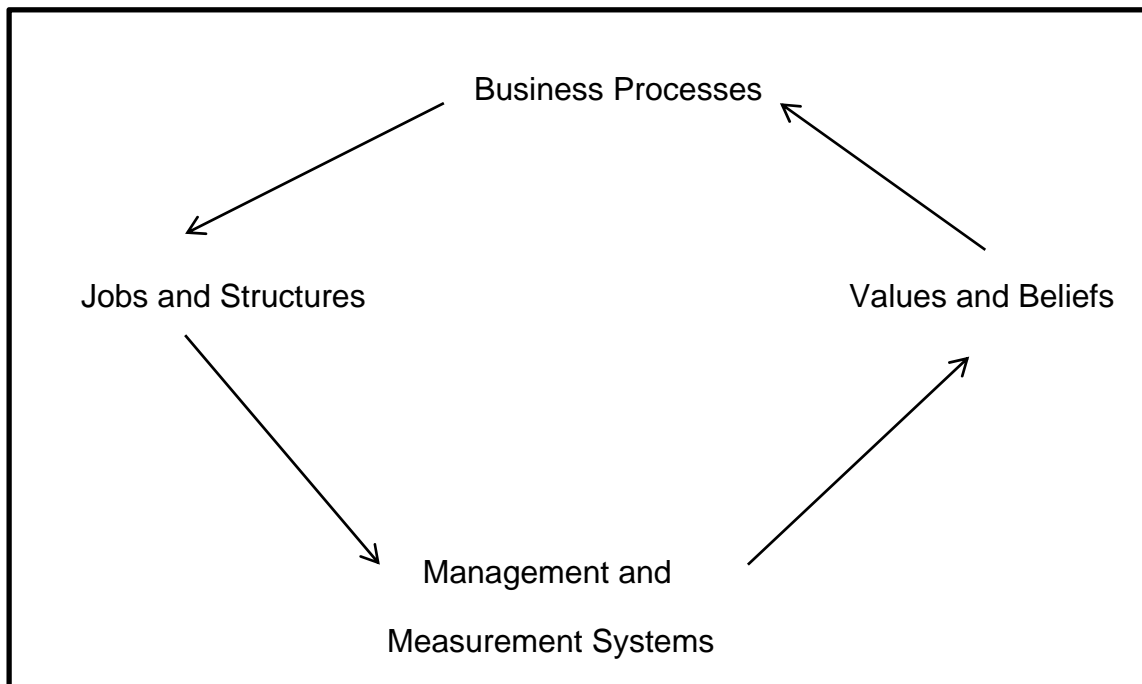 Business Processes
Jobs and Structures
Values and Beliefs
Management and
Measurement Systems